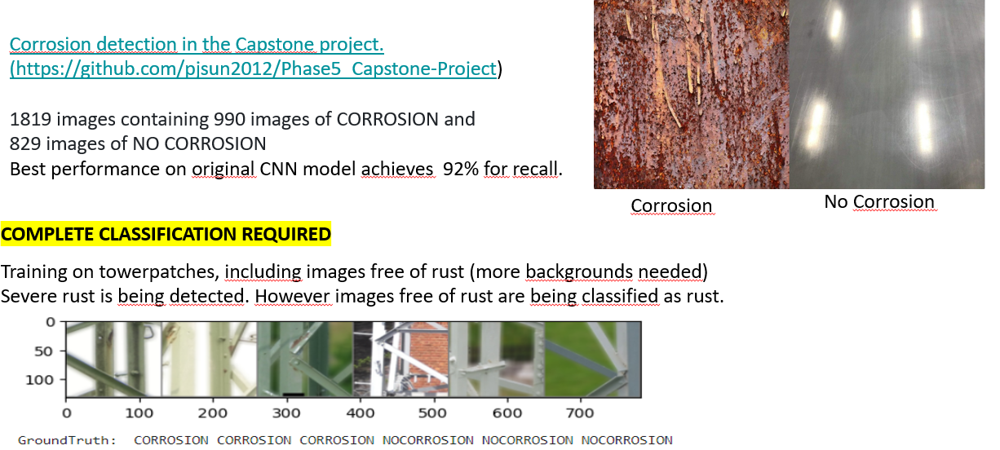 Corrosion detection in the Capstone project.
(https://github.com/pjsun2012/Phase5_Capstone-Project)
1819 images containing 990 images of CORROSION and
829 images of NO CORROSION
Best performance on original CNN model achieves  92% for recall.
Corrosion
No Corrosion
COMPLETE CLASSIFICATION REQUIRED
Training on towerpatches, including images free of rust (more backgrounds needed)
Severe rust is being detected. However images free of rust are being classified as rust.
0
50
100
0 100 200 300 400 500 600 700
GroundTruth:  CORROSION CORROSION CORROSION NOCORROSION NOCORROSION NOCORROSION